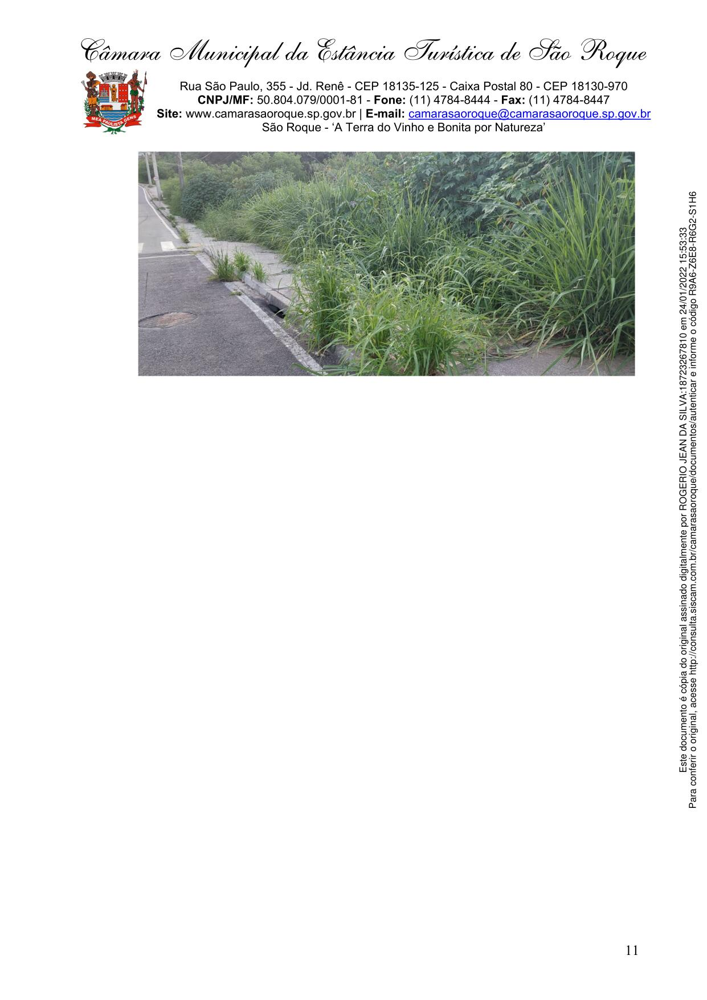 Câmara Municipal da Estância Turística de São Roque
Rua São Paulo, 355 - Jd. Renê - CEP 18135-125 - Caixa Postal 80 - CEP 18130-970
CNPJ/MF: 50.804.079/0001-81 - Fone: (11) 4784-8444 - Fax: (11) 4784-8447
Site: www.camarasaoroque.sp.gov.br | E-mail: camarasaoroque@camarasaoroque.sp.gov.br
São Roque - ‘A Terra do Vinho e Bonita por Natureza’
MEA PAULISTA GENS
Este documento é cópia do original assinado digitalmente por ROGERIO JEAN DA SILVA:18723267810 em 24/01/2022 15:53:33
Para conferir o original, acesse http://consulta.siscam.com.br/camarasaoroque/documentos/autenticar e informe o código R9A6-Z6E8-R6G2-S1H6
11